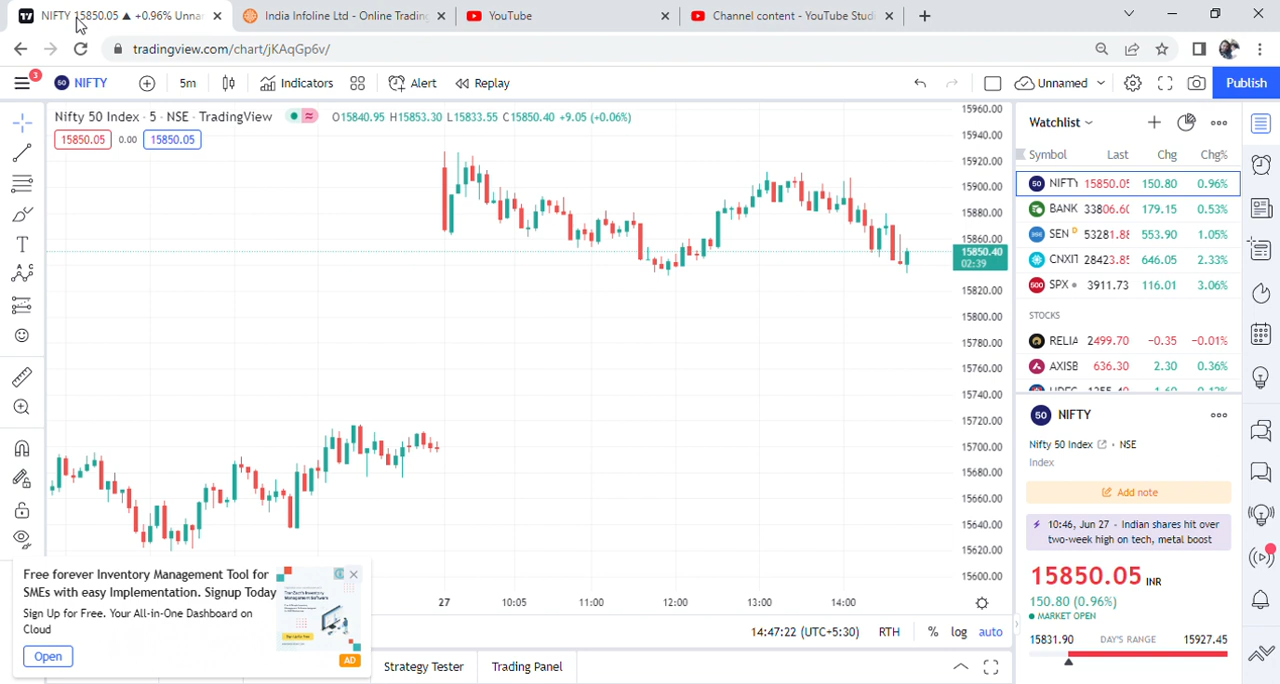 NIFTY 15850.05 ▲ +0.96% Unnar
India Infoline Ltd - Online Trading
YouTube
Channel content - YouTube Studi
tradingview.com/chart/jKAqGp6v/
3
50 NIFTY
5m
Indicators
Alert
Replay
Unnamed
Publish
Nifty 50 Index · 5 · NSE · TradingView
O15840.95 H15853.30 L15833.55 C15850.40 +9.05 (+0.06%)
15850.05 0.00 15850.05
15960.00
15940.00
15920.00
15900.00
15880.00
15860.00
15850.40
02:39
15820.00
15800.00
15780.00
15760.00
15740.00
15720.00
15700.00
15680.00
15660.00
15640.00
15620.00
15600.00
27 10:05 11:00 12:00 13:00 14:00
14:47:22 (UTC+5:30) RTH % log auto
Strategy Tester Trading Panel
Free forever Inventory Management Tool for
SMEs with easy Implementation. Signup Today
Sign Up for Free. Your All-in-One Dashboard on
Cloud
Open
AD
Watchlist
Symbol Last Chg Chg%
50 NIFTY 15850.05 150.80 0.96%
BANK 33806.60 179.15 0.53%
SEN D 53281.88 553.90 1.05%
CNXIT 28423.85 646.05 2.33%
500 SPX 3911.73 116.01 3.06%
STOCKS
RELIA 2499.70 -0.35 -0.01%
AXISB 636.30 2.30 0.36%
50 NIFTY
Nifty 50 Index · NSE
Index
Add note
10:46, Jun 27 - Indian shares hit over
two-week high on tech, metal boost
15850.05 INR
150.80 (0.96%)
MARKET OPEN
15831.90 DAY'S RANGE 15927.45